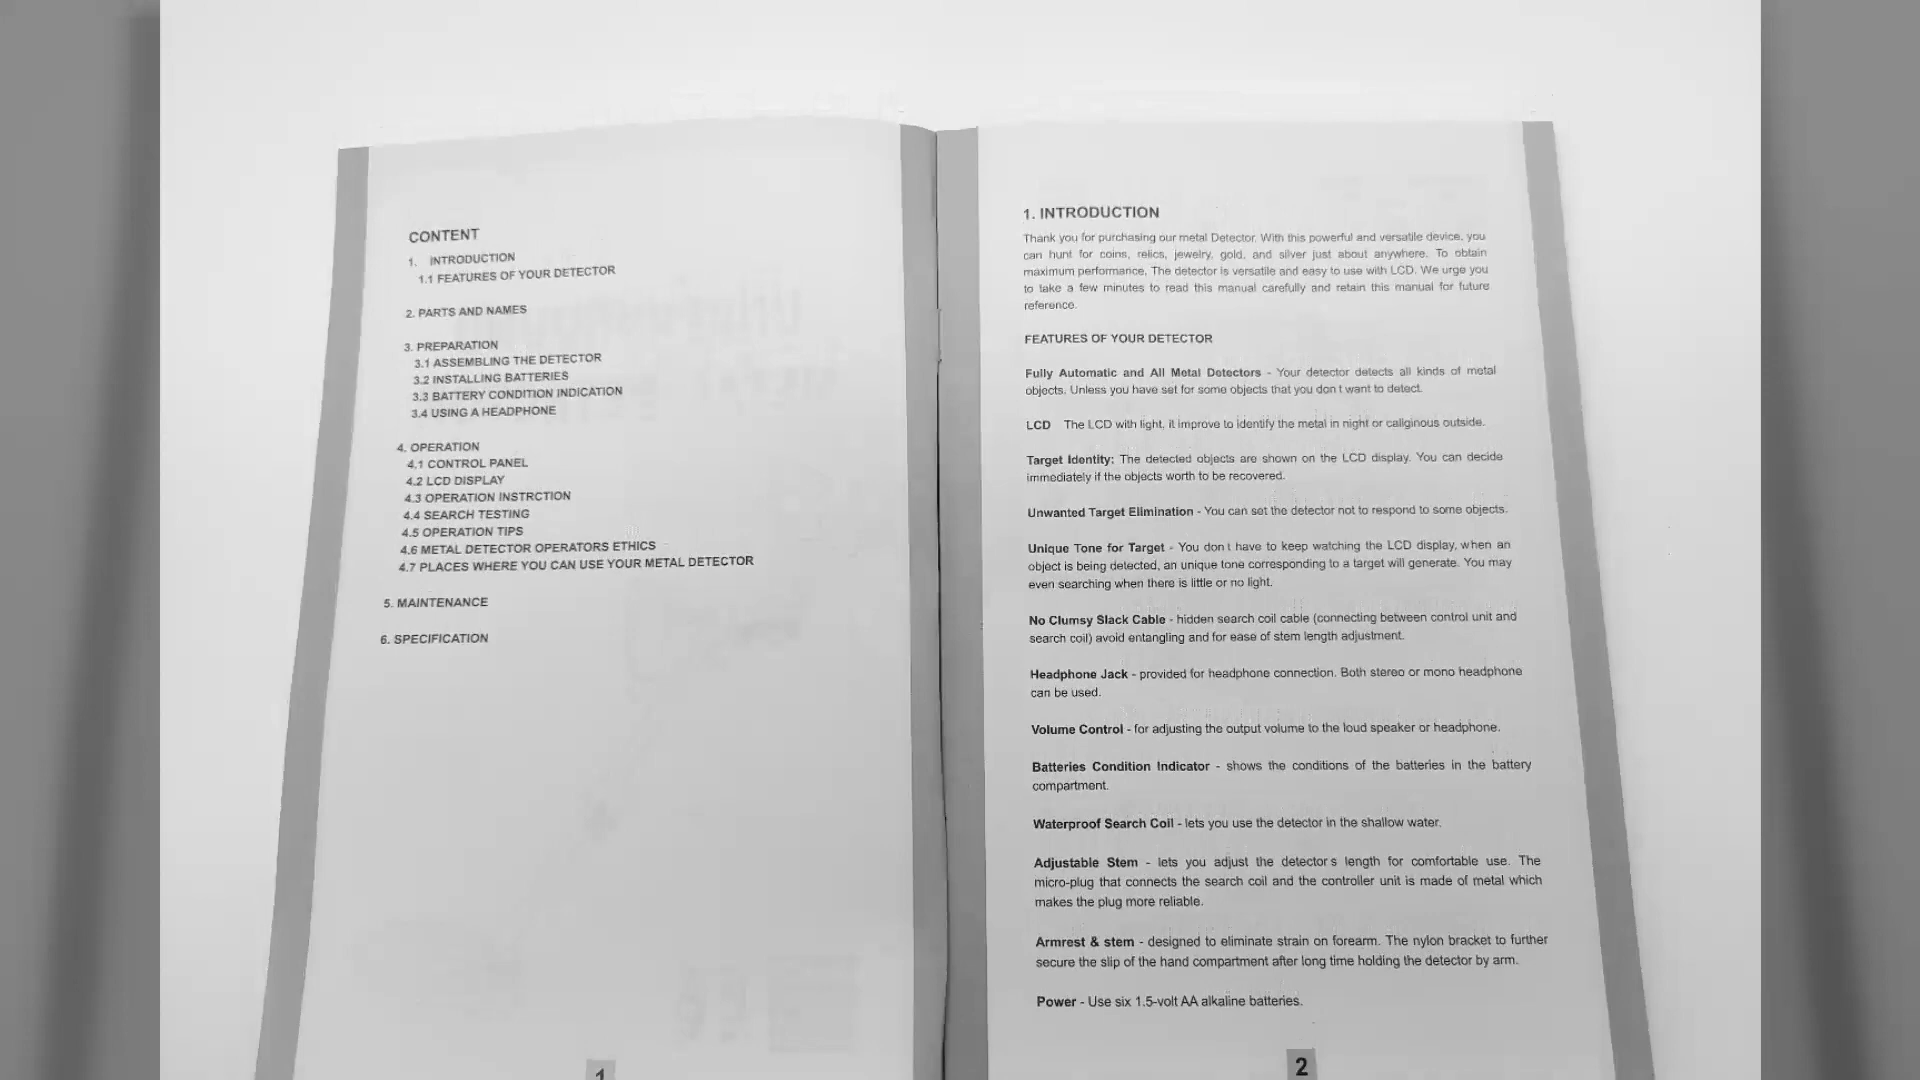 CONTENT
1. INTRODUCTION
1.1 FEATURES OF YOUR DETECTOR
2. PARTS AND NAMES
3. PREPARATION
3.1 ASSEMBLING THE DETECTOR
3.2 INSTALLING BATTERIES
3.3 BATTERY CONDITION INDICATION
3.4 USING A HEADPHONE
4. OPERATION
4.1 CONTROL PANEL
4.2 LCD DISPLAY
4.3 OPERATION INSTRCTION
4.4 SEARCH TESTING
4.5 OPERATION TIPS
4.6 METAL DETECTOR OPERATORS ETHICS
4.7 PLACES WHERE YOU CAN USE YOUR METAL DETECTOR
5. MAINTENANCE
6. SPECIFICATION
1
1. INTRODUCTION
Thank you for purchasing our metal Detector. With this powerful and versatile device, you
can hunt for coins, relics, jewelry, gold, and silver just about anywhere. To obtain
maximum performance. The detector is versatile and easy to use with LCD. We urge you
to take a few minutes to read this manual carefully and retain this manual for future
reference.
FEATURES OF YOUR DETECTOR
Fully Automatic and All Metal Detectors - Your detector detects all kinds of metal
objects. Unless you have set for some objects that you don t want to detect.
LCD The LCD with light, it improve to identify the metal in night or caliginous outside.
Target Identity: The detected objects are shown on the LCD display. You can decide
immediately if the objects worth to be recovered.
Unwanted Target Elimination - You can set the detector not to respond to some objects.
Unique Tone for Target - You don t have to keep watching the LCD display, when an
object is being detected, an unique tone corresponding to a target will generate. You may
even searching when there is little or no light.
No Clumsy Slack Cable - hidden search coil cable (connecting between control unit and
search coil) avoid entangling and for ease of stem length adjustment.
Headphone Jack - provided for headphone connection. Both stereo or mono headphone
can be used.
Volume Control - for adjusting the output volume to the loud speaker or headphone.
Batteries Condition Indicator - shows the conditions of the batteries in the battery
compartment.
Waterproof Search Coil - lets you use the detector in the shallow water.
Adjustable Stem - lets you adjust the detector s length for comfortable use. The
micro-plug that connects the search coil and the controller unit is made of metal which
makes the plug more reliable.
Armrest & stem - designed to eliminate strain on forearm. The nylon bracket to further
secure the slip of the hand compartment after long time holding the detector by arm.
Power - Use six 1.5-volt AA alkaline batteries.
2